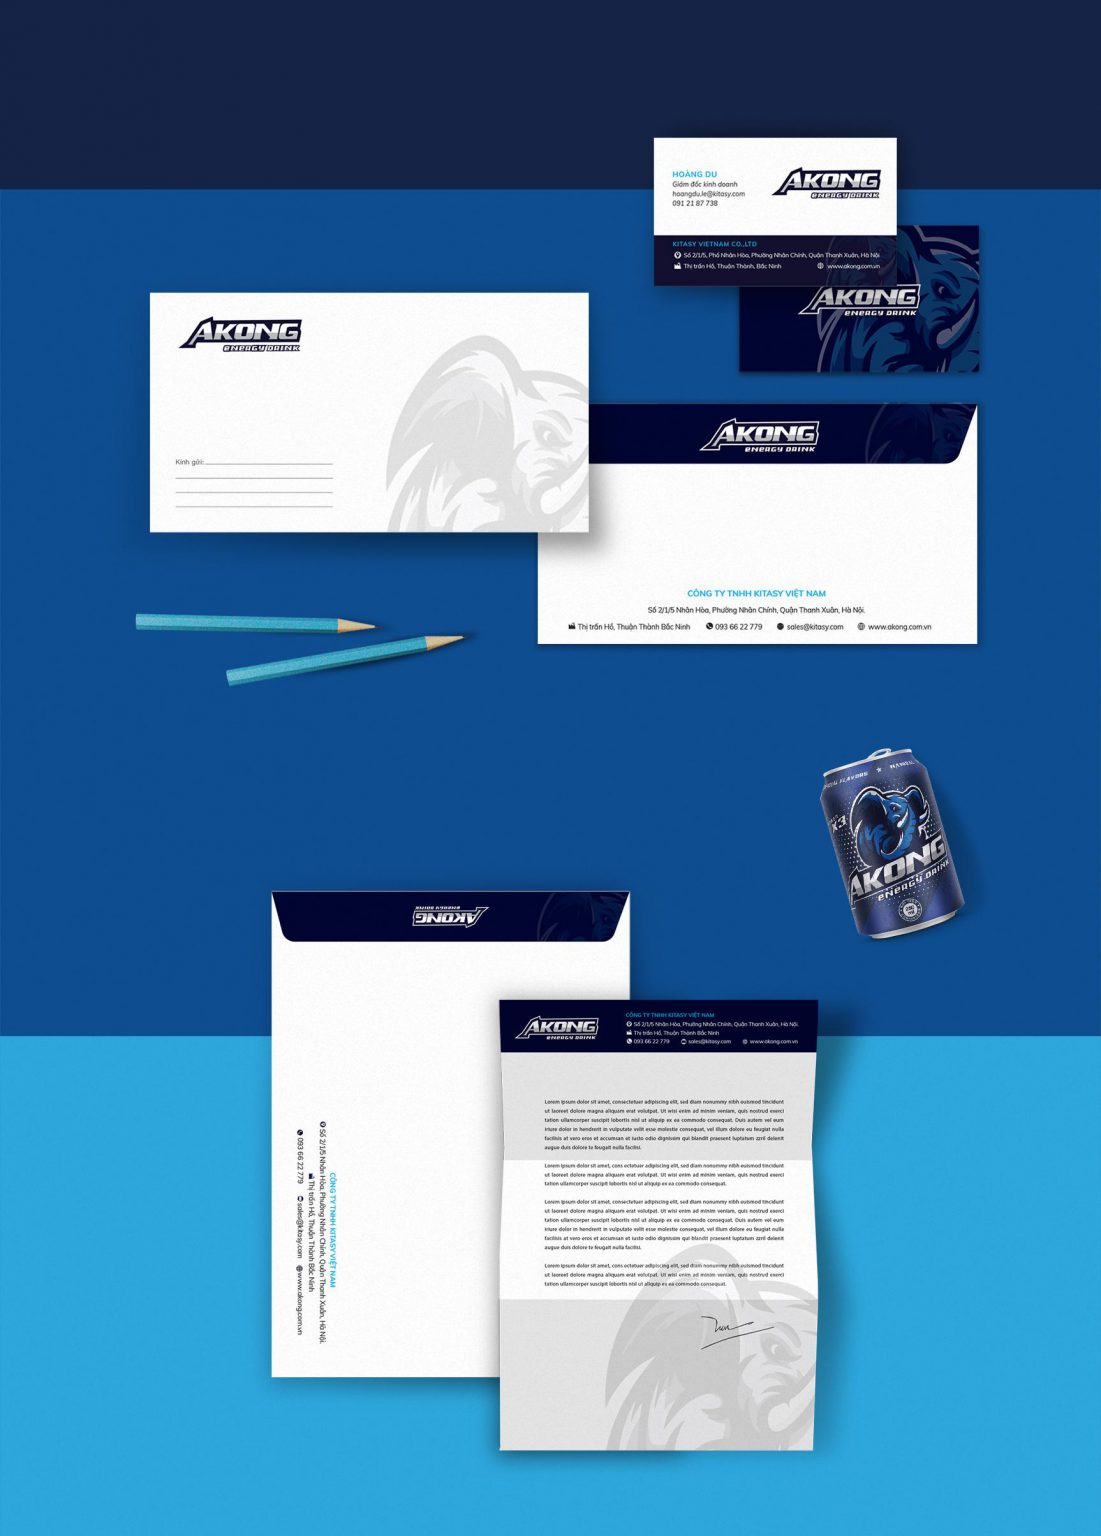 HOÀNG DU
Giám đốc kinh doanh
hoangdu.le@kitasy.com
091 21 87 738
AKONG
ENERGY DRINK
KITASY VIETNAM CO.,LTD
Số 2/1/5, Phố Nhân Hòa, Phường Nhân Chính, Quận Thanh Xuân, Hà Nội
Thị trấn Hồ, Thuận Thành, Bắc Ninh
www.akong.com.vn
AKONG
ENERGY DRINK
AKONG
ENERGY DRINK
Kính gửi:
AKONG
ENERGY DRINK
CÔNG TY TNHH KITASY VIỆT NAM
Số 2/1/5 Nhân Hòa, Phường Nhân Chính, Quận Thanh Xuân, Hà Nội.
Thị trấn Hồ, Thuận Thành Bắc Ninh 093 66 22 779 sales@kitasy.com www.akong.com.vn
FLAVORS
X3
AKONG
ENERGY DRINK
AKONG
ENERGY DRINK
CÔNG TY TNHH KITASY VIỆT NAM
Số 2/1/5 Nhân Hòa, Phường Nhân Chính, Quận Thanh Xuân, Hà Nội.
Thị trấn Hồ, Thuận Thành Bắc Ninh
093 66 22 779 sales@kitasy.com www.akong.com.vn
AKONG
ENERGY DRINK
CÔNG TY TNHH KITASY VIỆT NAM
Số 2/1/5 Nhân Hòa, Phường Nhân Chính, Quận Thanh Xuân, Hà Nội.
Thị trấn Hồ, Thuận Thành Bắc Ninh
093 66 22 779 sales@kitasy.com www.akong.com.vn
Lorem ipsum dolor sit amet, consectetuer adipiscing elit, sed diam nonummy nibh euismod tincidunt
ut laoreet dolore magna aliquam erat volutpat. Ut wisi enim ad minim veniam, quis nostrud exerci
tation ullamcorper suscipit lobortis nisl ut aliquip ex ea commodo consequat. Duis autem vel eum
iriure dolor in hendrerit in vulputate velit esse molestie consequat, vel illum dolore eu feugiat nulla
facilisis at vero eros et accumsan et iusto odio dignissim qui blandit praesent luptatum zzril delenit
augue duis dolore te feugait nulla facilisi.
Lorem ipsum dolor sit amet, cons ectetuer adipiscing elit, sed diam nonummy nibh euismod tincidunt
ut laoreet dolore magna aliquam erat volutpat. Ut wisi enim ad minim veniam, quis nostrud exerci
tation ullamcorper suscipit lobortis nisl ut aliquip ex ea commodo consequat.
Lorem ipsum dolor sit amet, consectetuer adipiscing elit, sed diam nonummy nibh euismod tincidunt
ut laoreet dolore magna aliquam erat volutpat. Ut wisi enim ad minim veniam, quis nostrud exerci
tation ullamcorper suscipit lobortis nisl ut aliquip ex ea commodo consequat. Duis autem vel eum
iriure dolor in hendrerit in vulputate velit esse molestie consequat, vel illum dolore eu feugiat nulla
facilisis at vero eros et accumsan et iusto odio dignissim qui blandit praesent luptatum zzril delenit
augue duis dolore te feugait nulla facilisi.
Lorem ipsum dolor sit amet, cons ectetuer adipiscing elit, sed diam nonummy nibh euismod tincidunt
ut laoreet dolore magna aliquam erat volutpat. Ut wisi enim ad minim veniam, quis nostrud exerci
tation ullamcorper suscipit lobortis nisl ut aliquip ex ea commodo consequat.